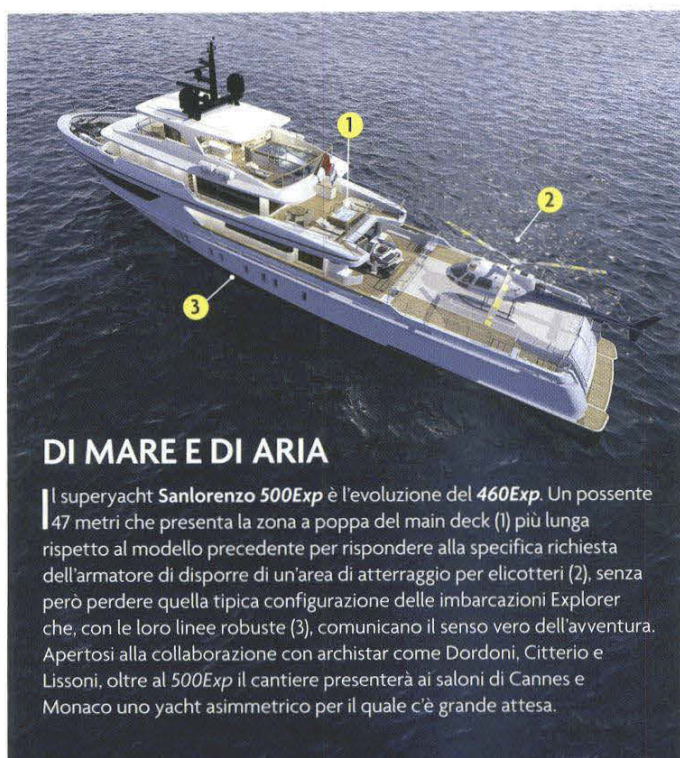 1
2
3
DI MARE E DI ARIA
Il superyacht Sanlorenzo 500Exp è l'evoluzione del 460Exp. Un possente
47 metri che presenta la zona a poppa del main deck (1) più lunga
rispetto al modello precedente per rispondere alla specifica richiesta
dell'armatore di disporre di un'area di atterraggio per elicotteri (2), senza
però perdere quella tipica configurazione delle imbarcazioni Explorer
che, con le loro linee robuste (3), comunicano il senso vero dell'avventura.
Apertosi alla collaborazione con archistar come Dordoni, Citterio e
Lissoni, oltre al 500Exp il cantiere presenterà ai saloni di Cannes e
Monaco uno yacht asimmetrico per il quale c'è grande attesa.